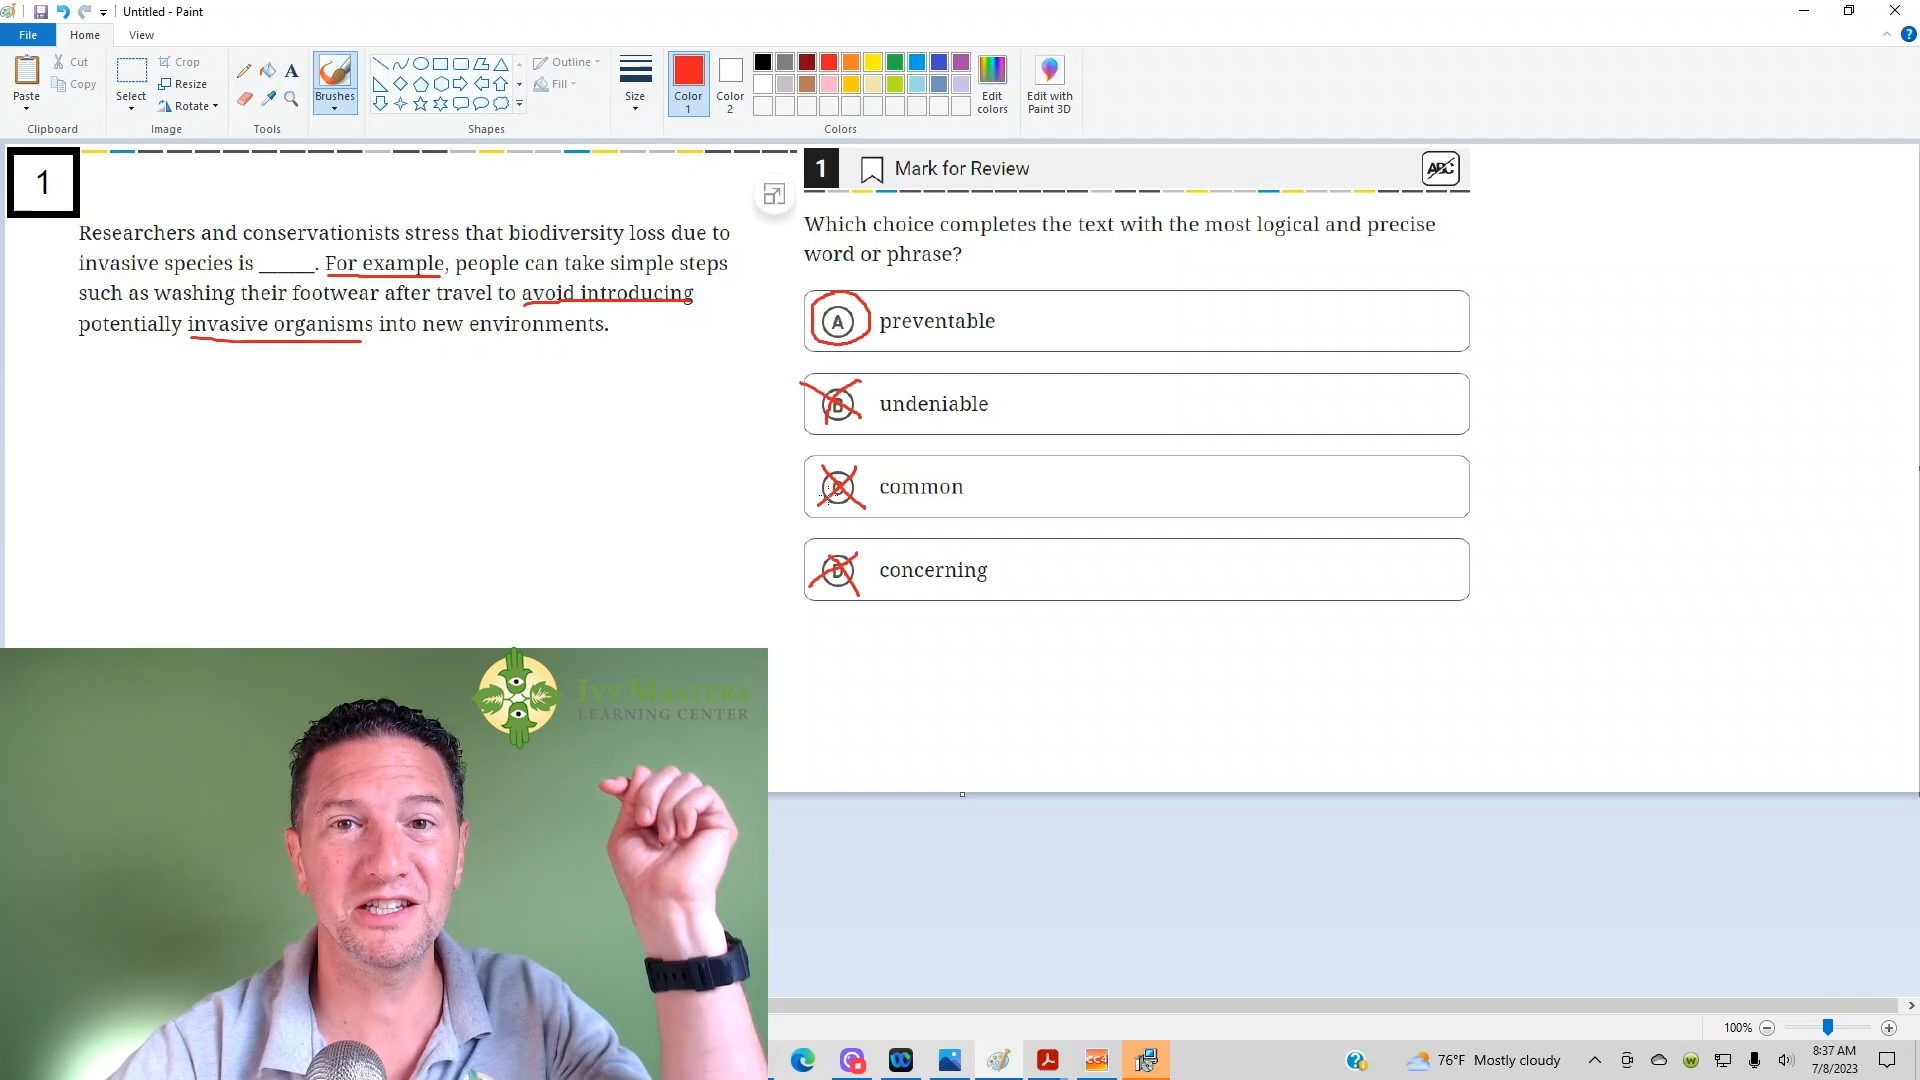 Untitled - Paint
File
Home
View
Paste
Cut
Copy
Clipboard
Select
Crop
Resize
Rotate
Image
A
Tools
Brushes
Shapes
Outline
Fill
Size
Color
1
Color
2
Colors
Edit
colors
Edit with
Paint 3D
1
Researchers and conservationists stress that biodiversity loss due to
invasive species is ______. For example, people can take simple steps
such as washing their footwear after travel to avoid introducing
potentially invasive organisms into new environments.
1
Mark for Review
ABC
Which choice completes the text with the most logical and precise
word or phrase?
A preventable
B undeniable
common
D concerning
IVY MASTERS
LEARNING CENTER
100%
CC4
76°F Mostly cloudy
8:37 AM
7/8/2023